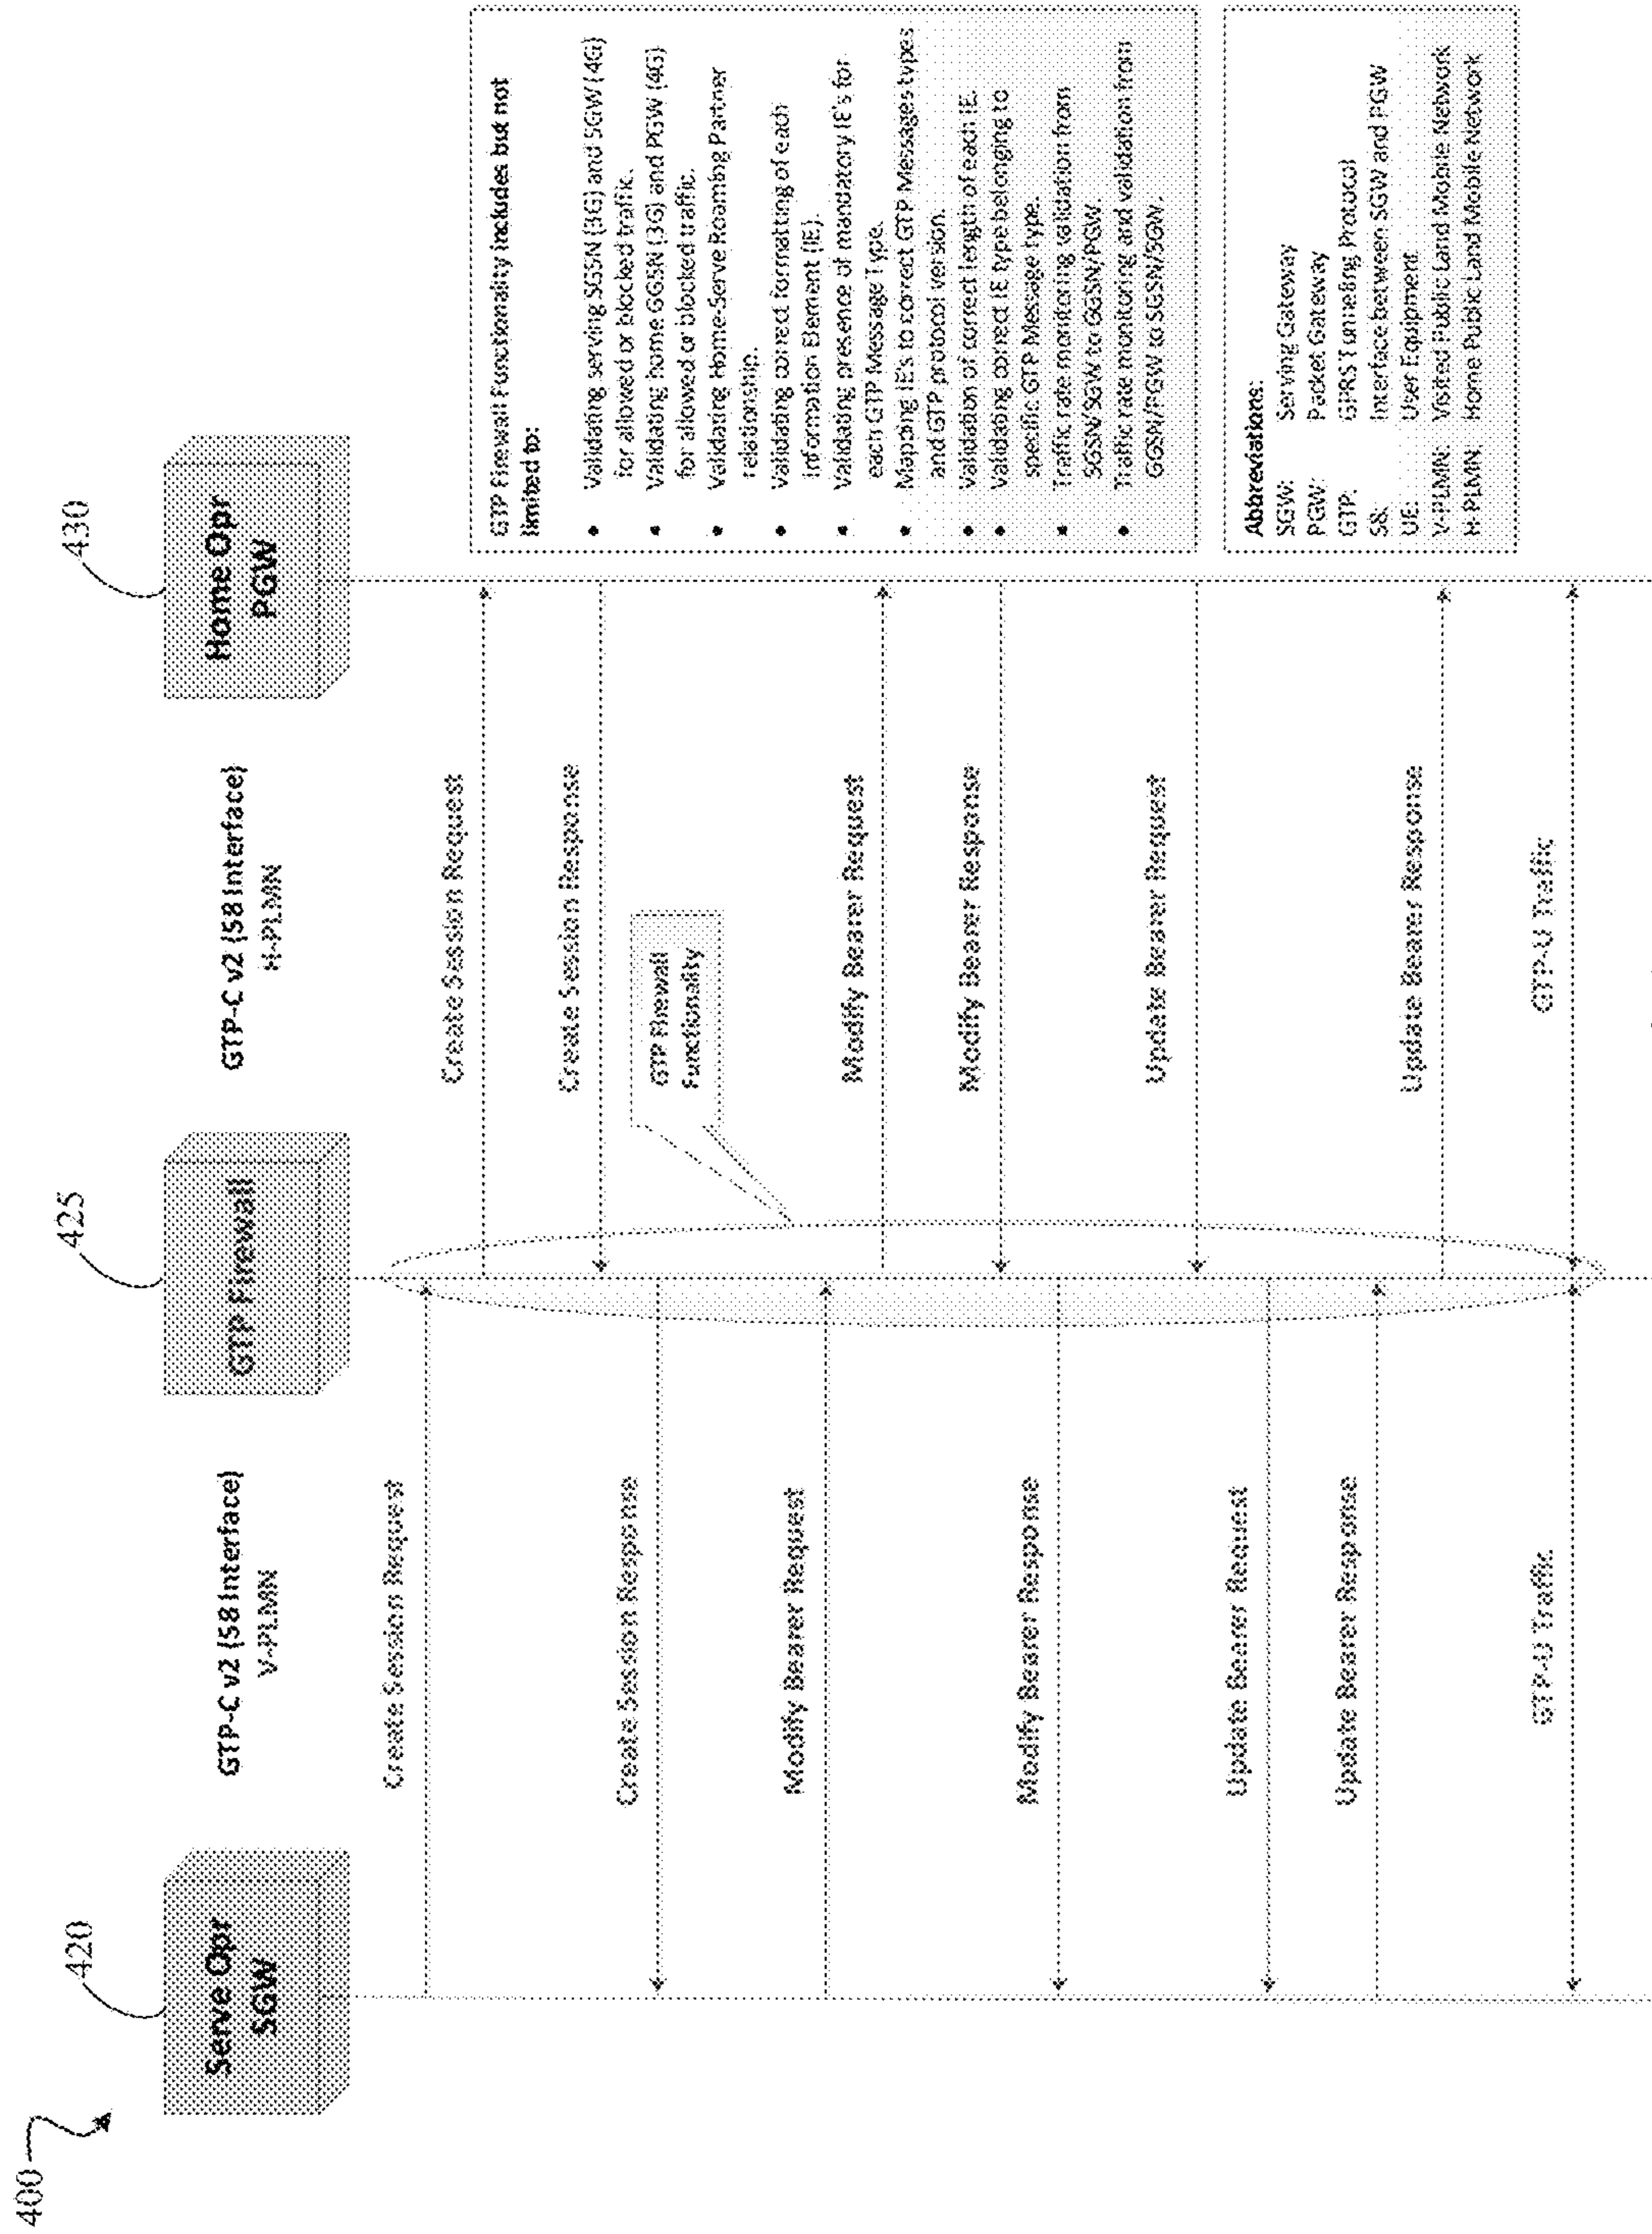 400
420
425
430
Serve Opr
SGW
GTP-C v2 (S8 Interface)
V-PLMN
GTP Firewall
GTP-C v2 (S8 Interface)
H-PLMN
Home Opr
PGW
Create Session Request
Create Session Request
Create Session Response
Create Session Response
GTP Firewall
Functionality
Modify Bearer Request
Modify Bearer Request
Modify Bearer Response
Modify Bearer Response
Update Bearer Request
Update Bearer Request
Update Bearer Response
Update Bearer Response
GTP-U Traffic
GTP-U Traffic
GTP Firewall Functionality includes but not
limited to:
• Validating serving SGSN (3G) and SGW (4G)
for allowed or blocked traffic.
• Validating home GGSN (3G) and PGW (4G)
for allowed or blocked traffic.
• Validating Home-Serve Roaming Partner
relationship.
• Validating correct formatting of each
Information Element (IE).
• Validating presence of mandatory IE's for
each GTP Message Type.
• Mapping IE's to correct GTP Messages types
and GTP protocol version.
• Validation of correct length of each IE.
• Validating correct IE type belonging to
specific GTP Message type.
• Traffic rate monitoring validation from
SGSN/SGW to GGSN/PGW
• Traffic rate monitoring and validation from
GGSN/PGW to SGSN/SGW.
Abbreviations:
SGW: Serving Gateway
PGW: Packet Gateway
GTP: GPRS Tunneling Protocol
S8: Interface between SGW and PGW
UE: User Equipment
V-PLMN: Visited Public Land Mobile Network
H-PLMN: Home Public Land Mobile Network